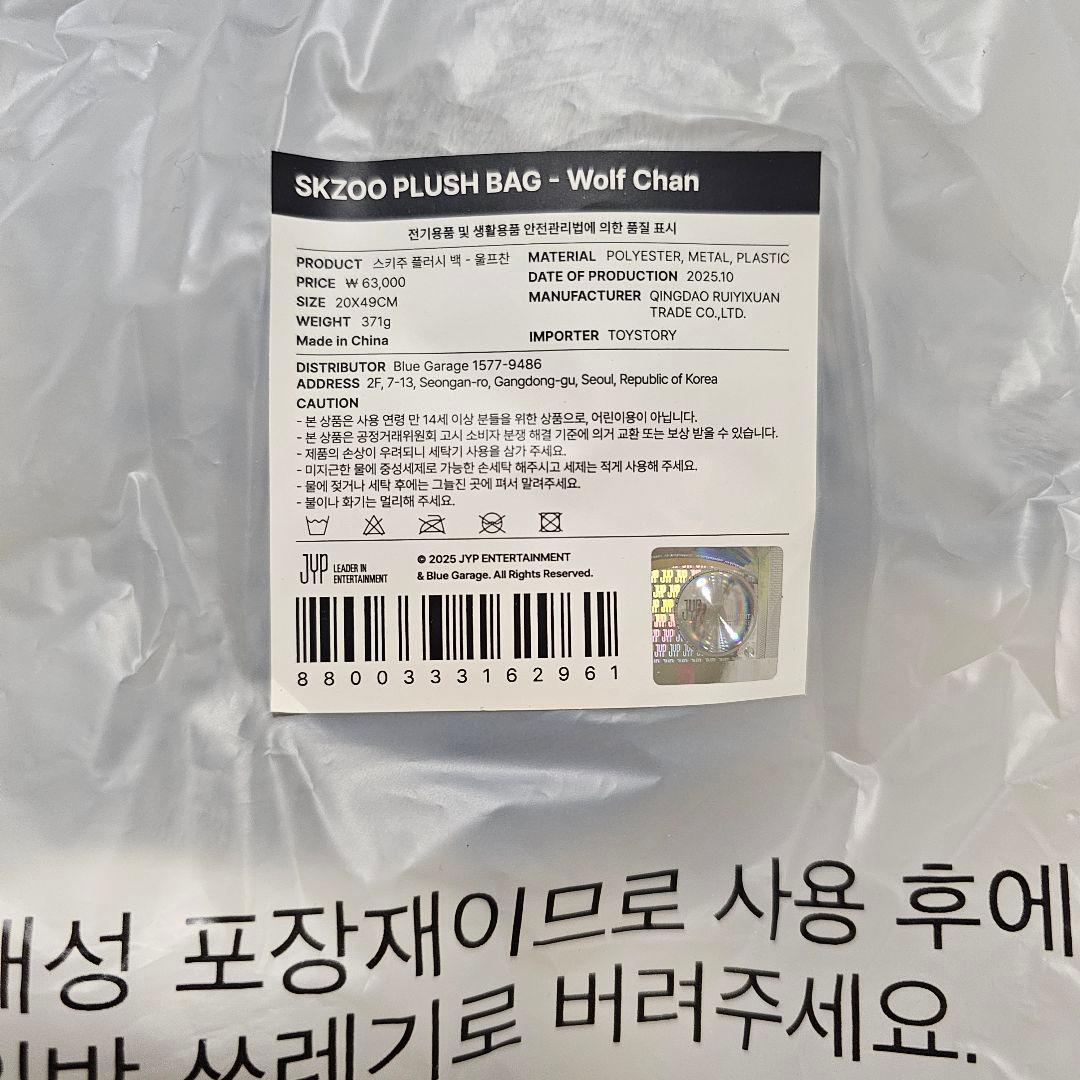 SKZOO PLUSH BAG - Wolf Chan
전기용품 및 생활용품 안전관리법에 의한 품질 표시
PRODUCT 스키주 플러시 백 - 울프찬
PRICE ₩ 63,000
SIZE 20X49CM
WEIGHT 371g
Made in China
MATERIAL POLYESTER, METAL, PLASTIC
DATE OF PRODUCTION 2025.10
MANUFACTURER QINGDAO RUIYIXUAN
TRADE CO.,LTD.
IMPORTER TOYSTORY
DISTRIBUTOR Blue Garage 1577-9486
ADDRESS 2F, 7-13, Seongan-ro, Gangdong-gu, Seoul, Republic of Korea
CAUTION
- 본 상품은 사용 연령 만 14세 이상 분들을 위한 상품으로, 어린이용이 아닙니다.
- 본 상품은 공정거래위원회 고시 소비자 분쟁 해결 기준에 의거 교환 또는 보상 받을 수 있습니다.
- 제품의 손상이 우려되니 세탁기 사용을 삼가 주세요.
- 미지근한 물에 중성세제로 가능한 손세탁 해주시고 세제는 적게 사용해 주세요.
- 물에 젖거나 세탁 후에는 그늘진 곳에 펴서 말려주세요.
- 불이나 화기는 멀리해 주세요.
JYP LEADER IN
ENTERTAINMENT
© 2025 JYP ENTERTAINMENT
& Blue Garage. All Rights Reserved.
8800333162961
JYP JYP JYP
성 포장재이므로 사용 후에
쓰레기로 버려주세요.